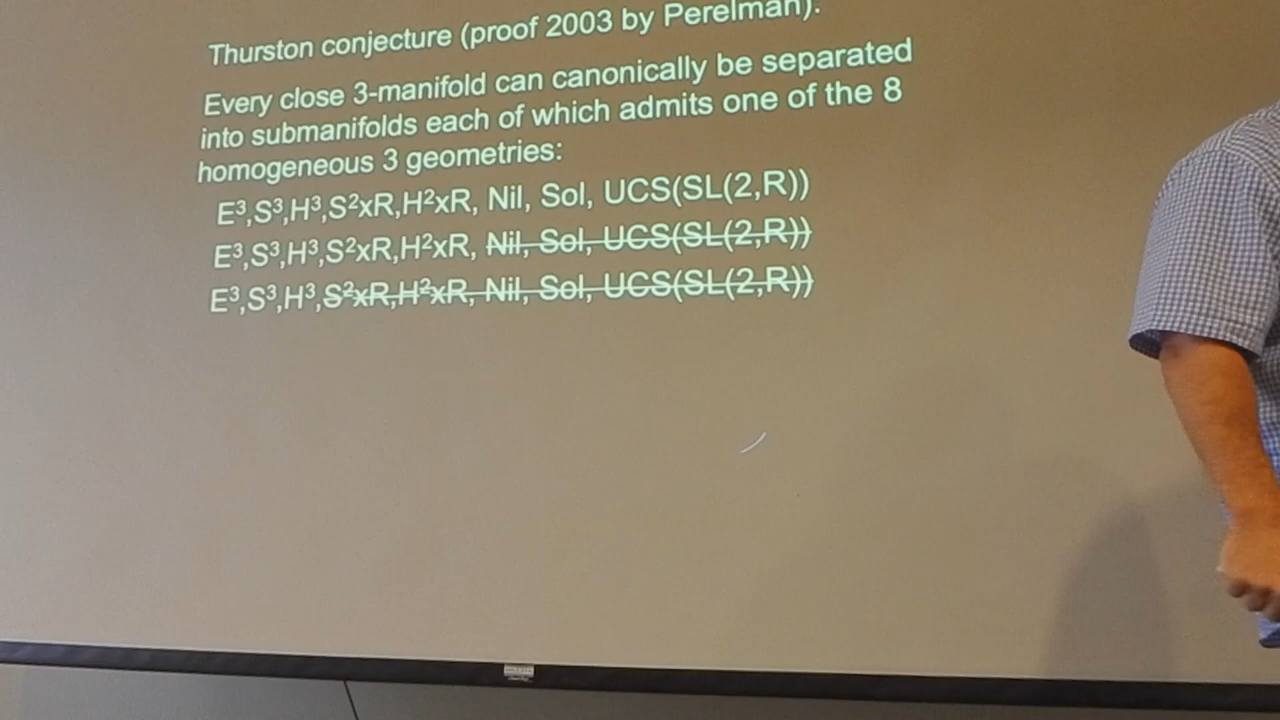 Thurston conjecture (proof 2003 by Perelman):
Every close 3-manifold can canonically be separated
into submanifolds each of which admits one of the 8
homogeneous 3 geometries:
E³,S³,H³,S²xR,H²xR, Nil, Sol, UCS(SL(2,R))
E³,S³,H³,S²xR,H²xR, Nil, Sol, UCS(SL(2,R))
E³,S³,H³,S²xR,H²xR, Nil, Sol, UCS(SL(2,R))